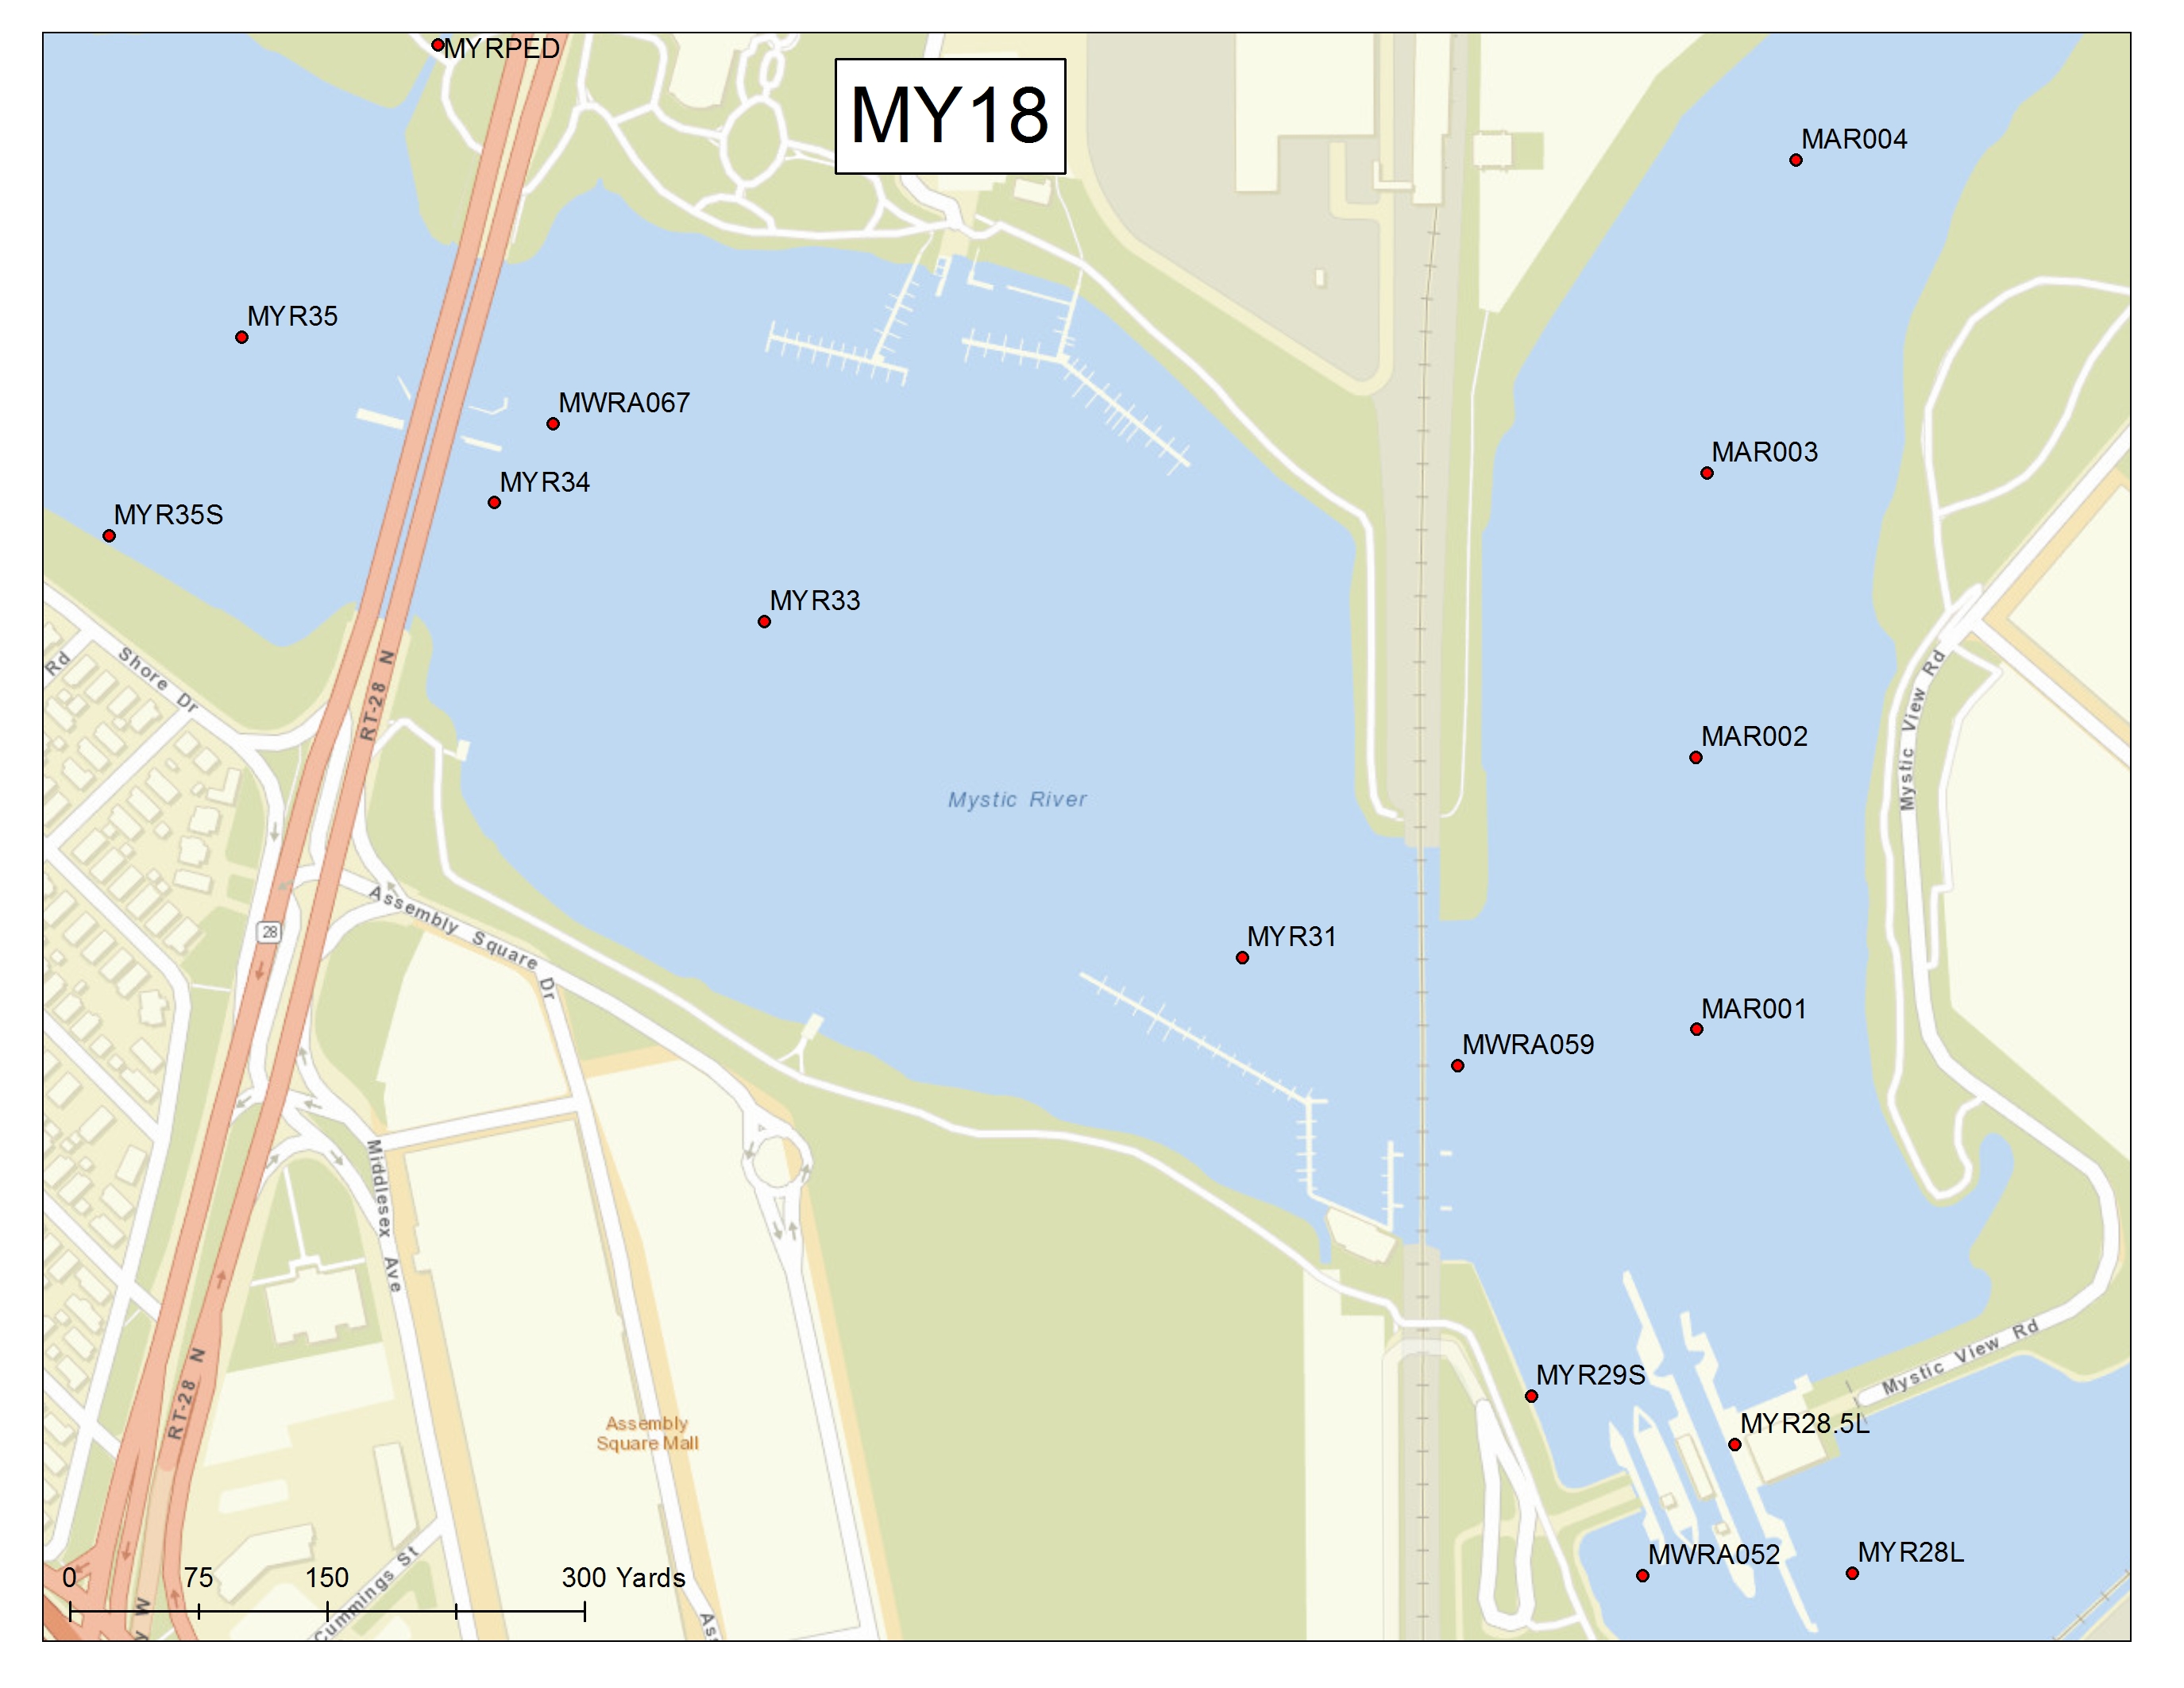 MYRPED
MY18
MAR004
MYR35
MWRA067
MAR003
MYR34
MYR35S
MYR33
Rd
Shore Dr
RT-28 N
Mystic View Rd
MAR002
Mystic River
Assembly Square Dr
28
MYR31
MAR001
MWRA059
Middlesex Ave
Mystic View Rd
RT-28 N
MYR29S
Assembly
Square Mall
MYR28.5L
MWRA052
MYR28L
0 75 150 300 Yards
Cummings St
y W
Ass